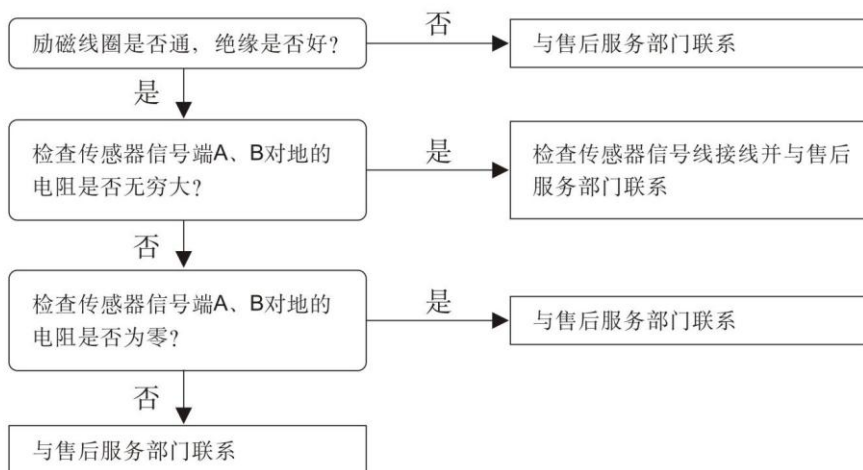 励磁线圈是否通，绝缘是否好？
否
与售后服务部门联系
是
检查传感器信号端A、B对地的
电阻是否无穷大？
是
检查传感器信号线接线并与售后
服务部门联系
否
检查传感器信号端A、B对地的
电阻是否为零？
是
与售后服务部门联系
否
与售后服务部门联系